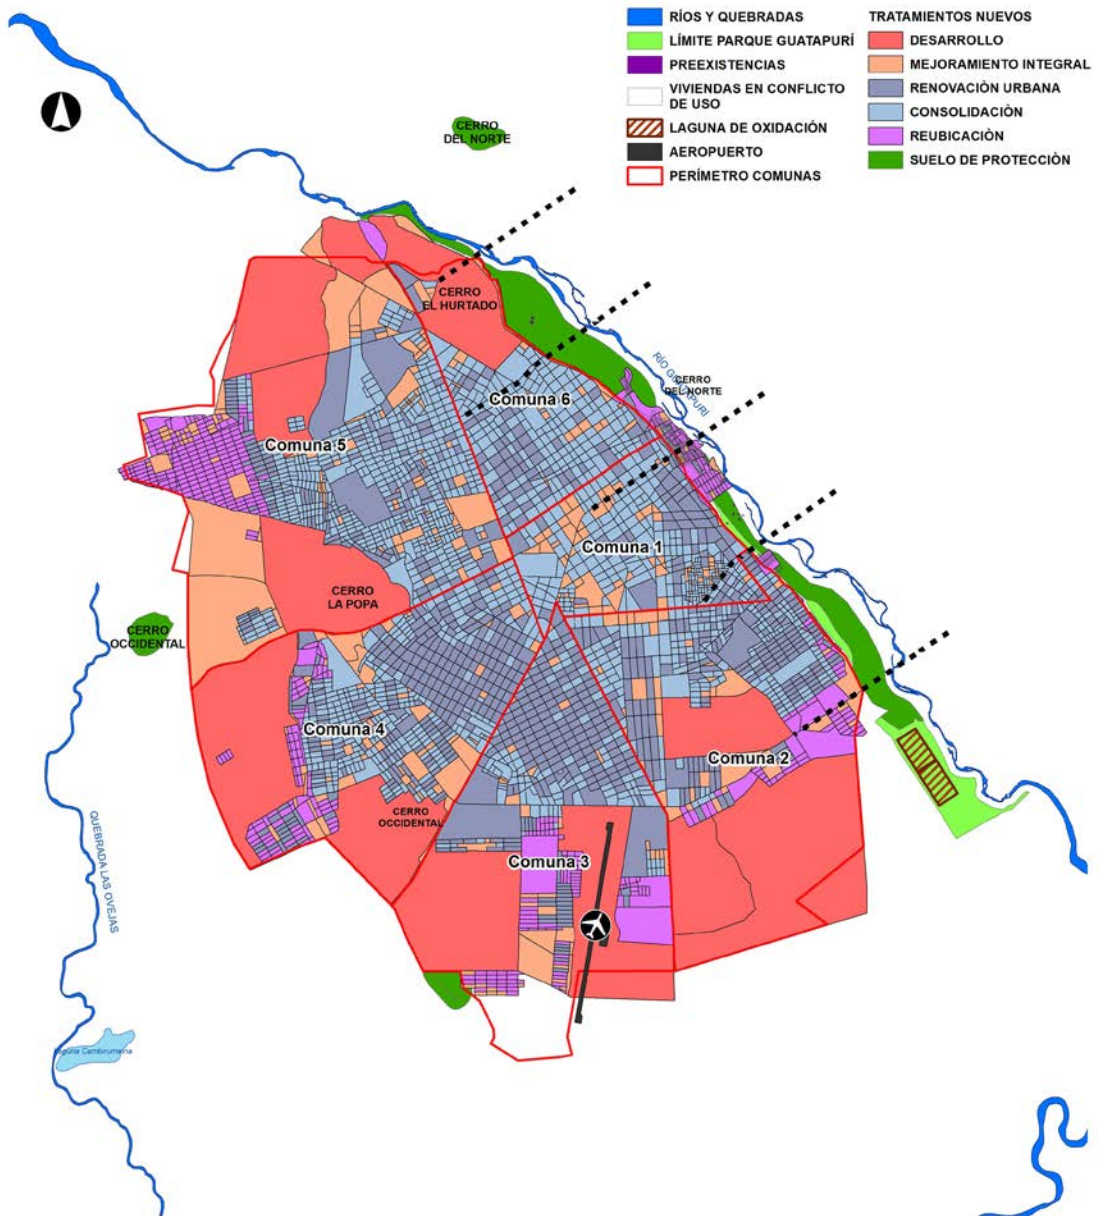 RÍOS Y QUEBRADAS
LÍMITE PARQUE GUATAPURÍ
PREEXISTENCIAS
VIVIENDAS EN CONFLICTO
DE USO
LAGUNA DE OXIDACIÓN
AEROPUERTO
PERÍMETRO COMUNAS
TRATAMIENTOS NUEVOS
DESARROLLO
MEJORAMIENTO INTEGRAL
RENOVACIÒN URBANA
CONSOLIDACIÒN
REUBICACIÒN
SUELO DE PROTECCIÒN
CERRO
DEL NORTE
CERRO
EL HURTADO
RÍO GUATAPURÍ
CERRO
DEL NORTE
Comuna 6
Comuna 5
Comuna 1
CERRO
LA POPA
CERRO
OCCIDENTAL
Comuna 4
Comuna 2
CERRO
OCCIDENTAL
Comuna 3
QUEBRADA LAS OVEJAS